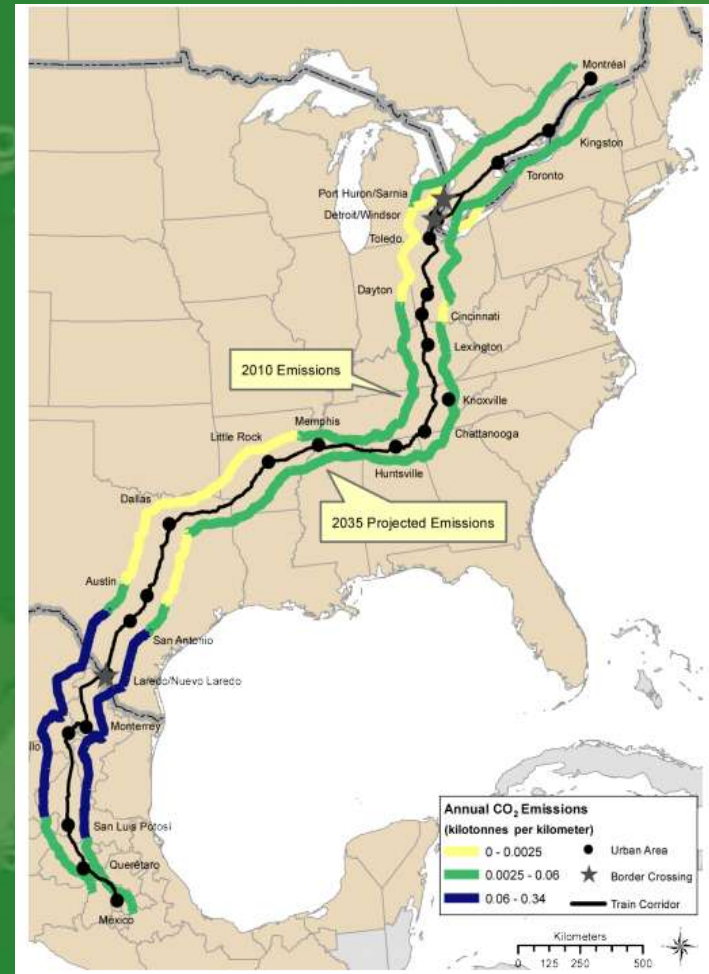 Montréal
Kingston
Toronto
Port Huron/Sarnia
Detroit/Windsor
Toledo
Dayton
Cincinnati
Lexington
2010 Emissions
Knoxville
Memphis
Little Rock
Chattanooga
Huntsville
Dallas
2035 Projected Emissions
Austin
San Antonio
Laredo/Nuevo Laredo
Monterrey
llo
San Luis Potosí
Querétaro
México
Annual CO₂ Emissions
(kilotonnes per kilometer)
0 - 0.0025
0.0025 - 0.06
0.06 - 0.34
Urban Area
Border Crossing
Train Corridor
Kilometers
0 125 250 500